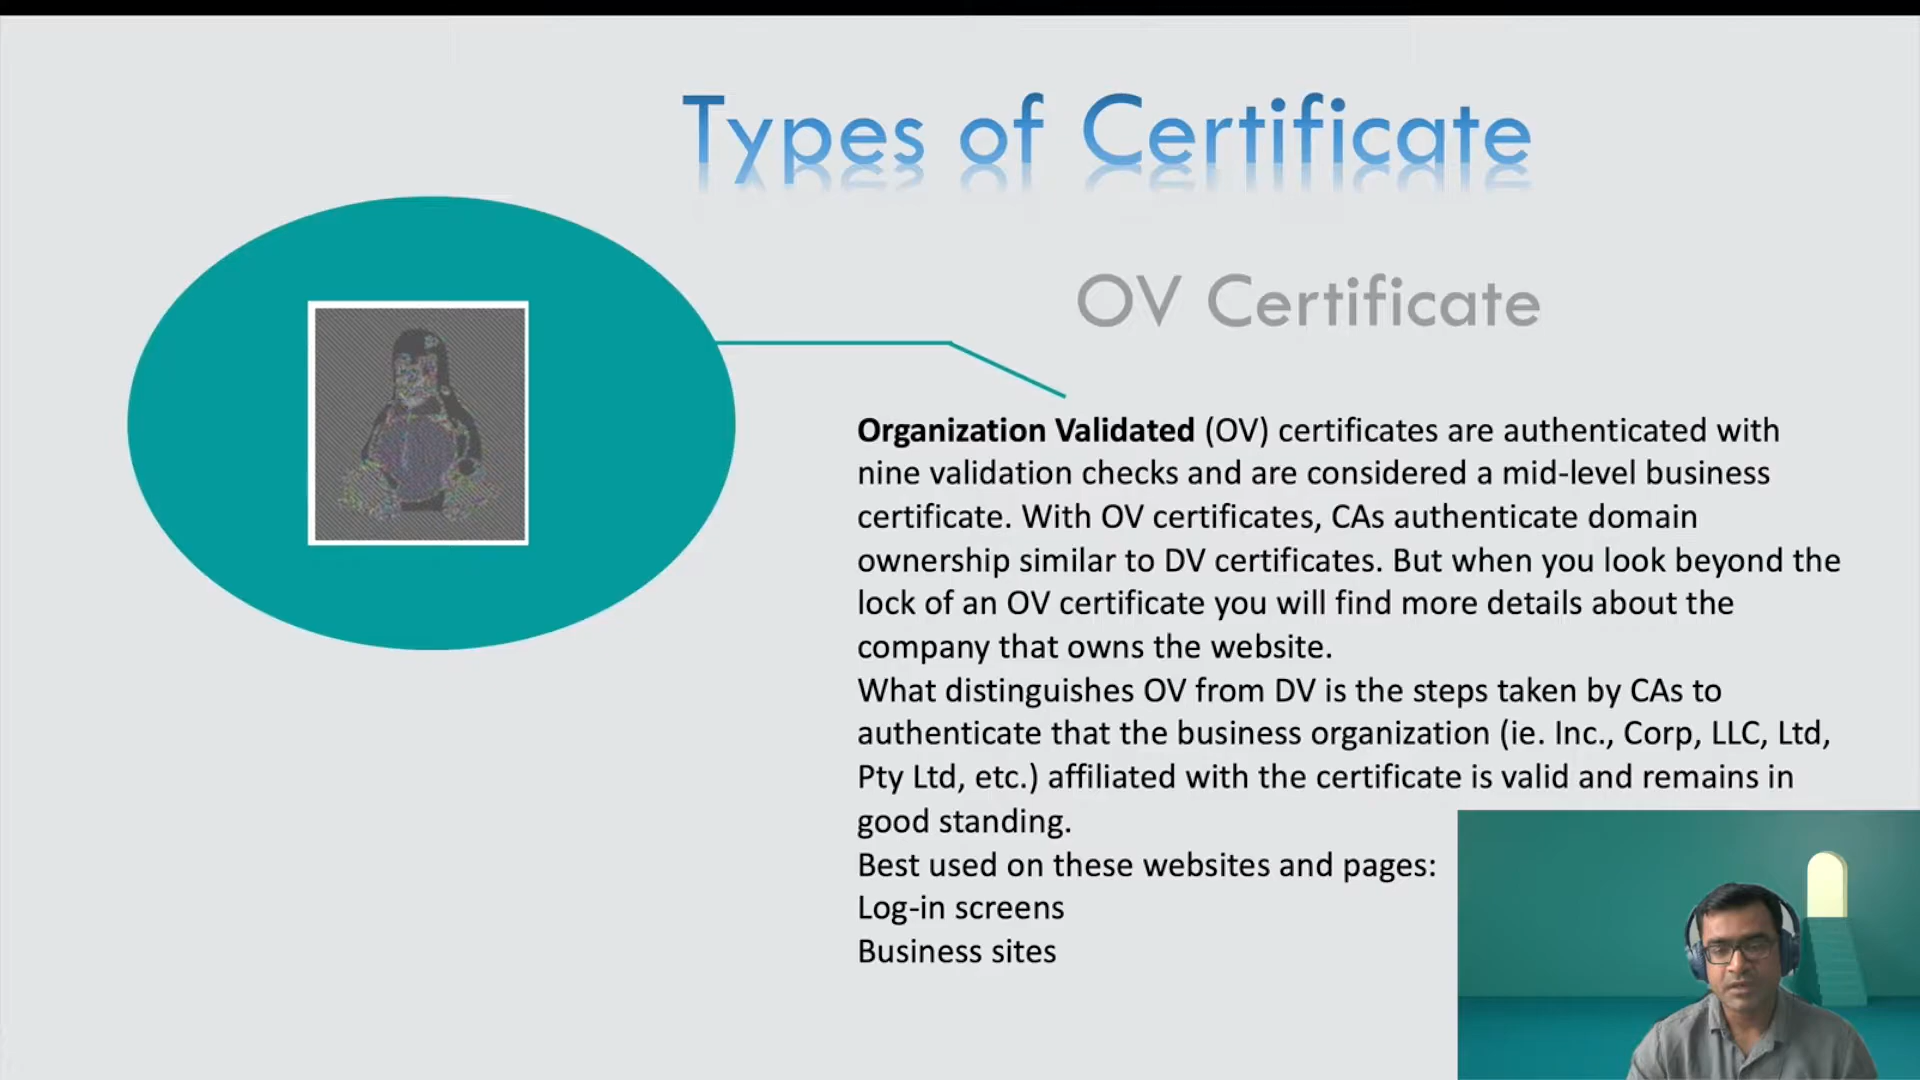 Types of Certificate
OV Certificate
Organization Validated (OV) certificates are authenticated with
nine validation checks and are considered a mid-level business
certificate. With OV certificates, CAs authenticate domain
ownership similar to DV certificates. But when you look beyond the
lock of an OV certificate you will find more details about the
company that owns the website.
What distinguishes OV from DV is the steps taken by CAs to
authenticate that the business organization (ie. Inc., Corp, LLC, Ltd,
Pty Ltd, etc.) affiliated with the certificate is valid and remains in
good standing.
Best used on these websites and pages:
Log-in screens
Business sites